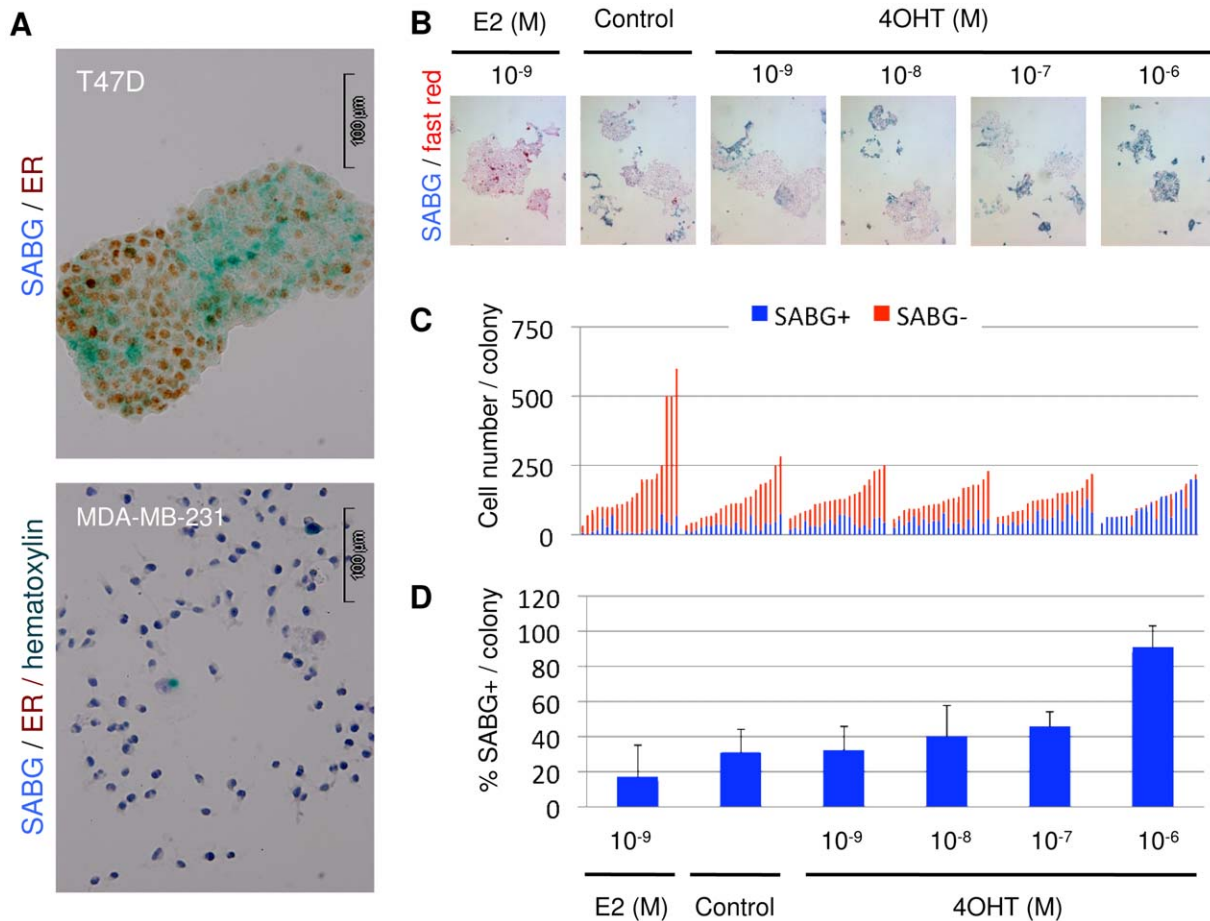 A
SABG / ER
T47D
100 µm
SABG / ER / hematoxylin
MDA-MB-231
100 µm
B
E2 (M) Control 4OHT (M)
10⁻⁹ 10⁻⁹ 10⁻⁸ 10⁻⁷ 10⁻⁶
SABG / fast red
C
SABG+ SABG-
Cell number / colony
750
500
250
0
D
% SABG+ / colony
120
100
80
60
40
20
0
10⁻⁹ 10⁻⁹ 10⁻⁸ 10⁻⁷ 10⁻⁶
E2 (M) Control 4OHT (M)